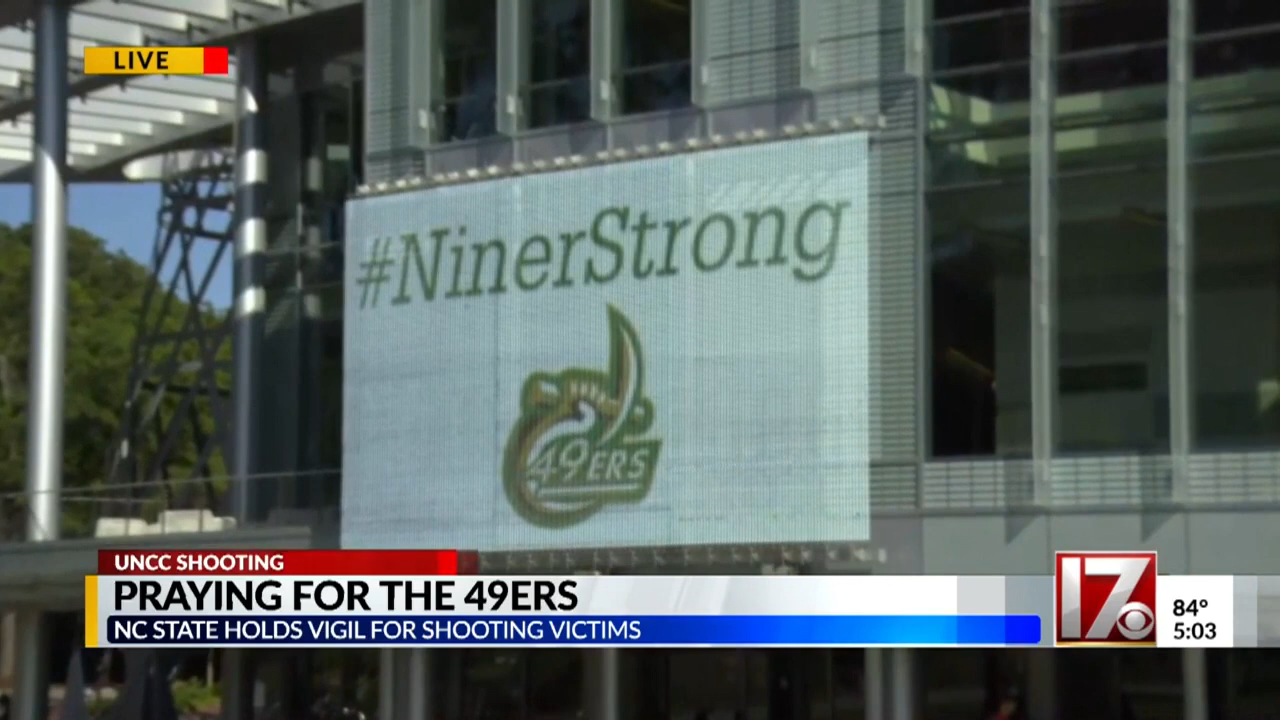 LIVE
#NinerStrong
49ERS
UNCC SHOOTING
PRAYING FOR THE 49ERS
NC STATE HOLDS VIGIL FOR SHOOTING VICTIMS
17
84°
5:03